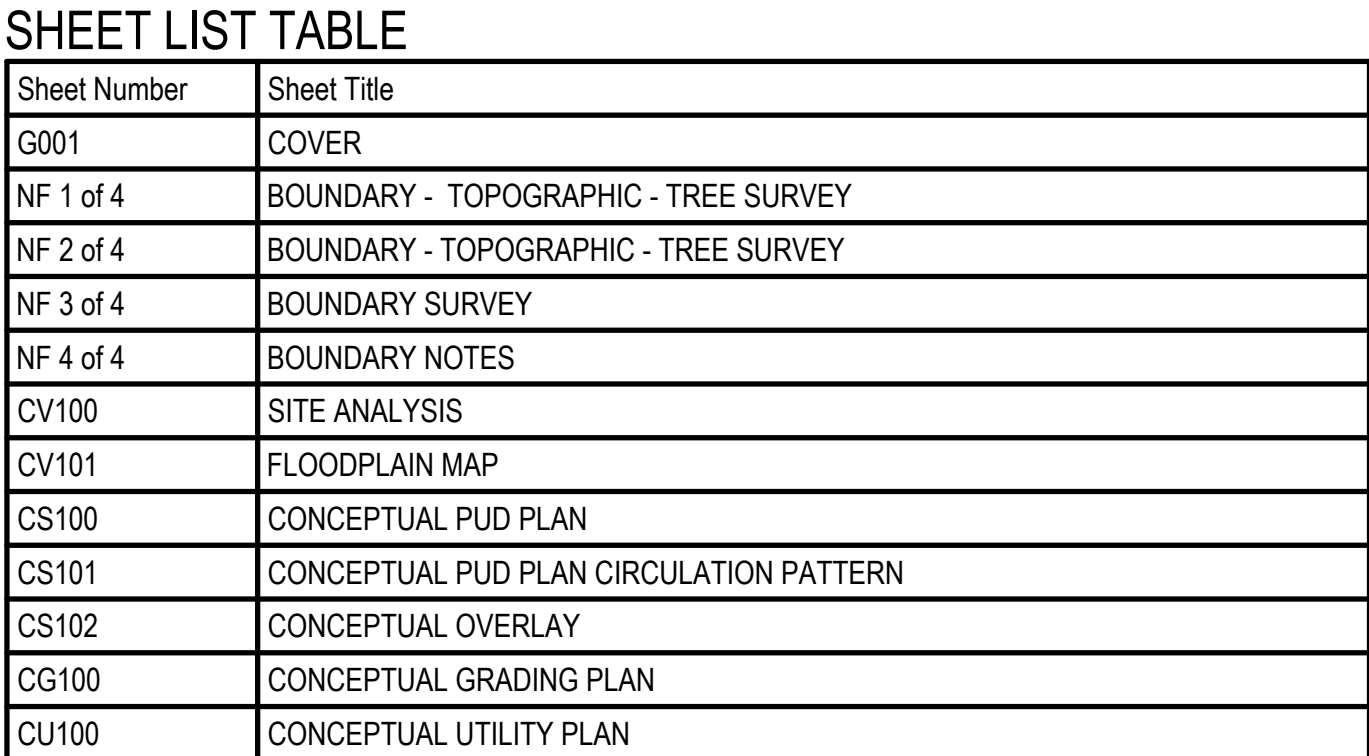 SHEET LIST TABLE
Sheet Number Sheet Title
G001 COVER
NF 1 of 4 BOUNDARY -  TOPOGRAPHIC - TREE SURVEY
NF 2 of 4 BOUNDARY - TOPOGRAPHIC - TREE SURVEY
NF 3 of 4 BOUNDARY SURVEY
NF 4 of 4 BOUNDARY NOTES
CV100 SITE ANALYSIS
CV101 FLOODPLAIN MAP
CS100 CONCEPTUAL PUD PLAN
CS101 CONCEPTUAL PUD PLAN CIRCULATION PATTERN
CS102 CONCEPTUAL OVERLAY
CG100 CONCEPTUAL GRADING PLAN
CU100 CONCEPTUAL UTILITY PLAN